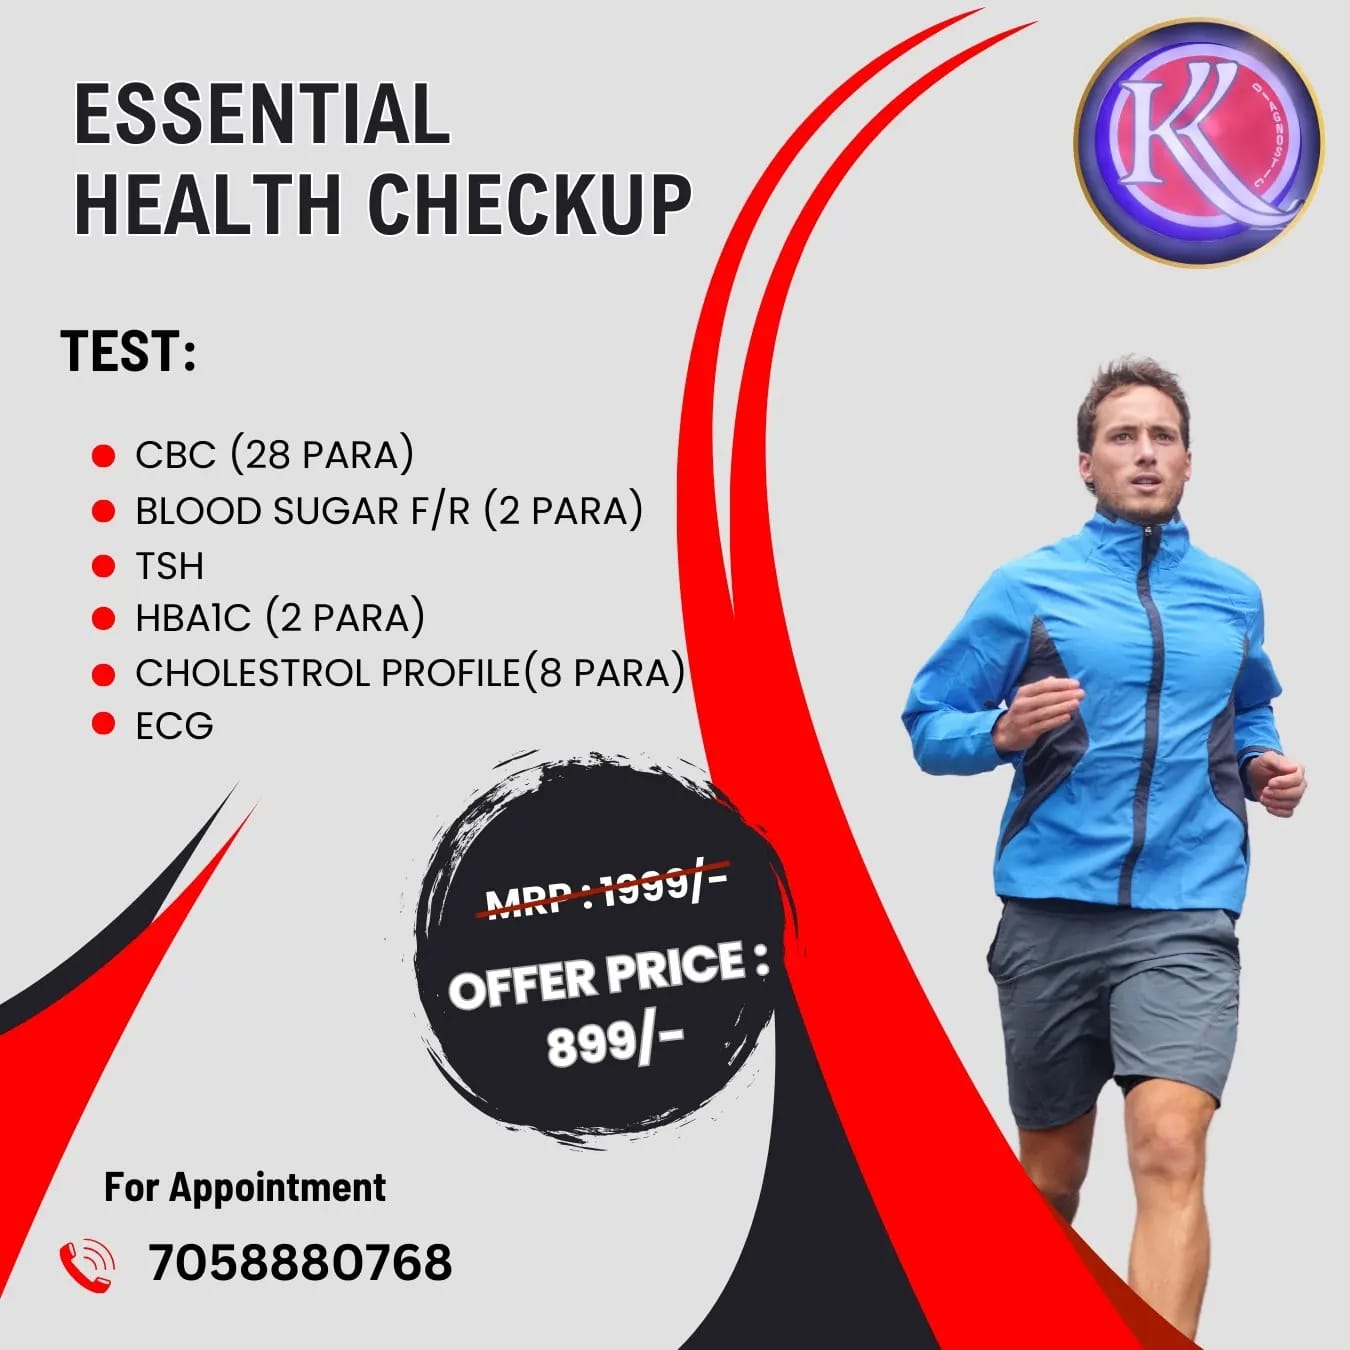 ESSENTIAL
HEALTH CHECKUP
K
DIAGNOSTIC
TEST:
CBC (28 PARA)
BLOOD SUGAR F/R (2 PARA)
TSH
HBA1C (2 PARA)
CHOLESTROL PROFILE(8 PARA)
ECG
MRP : 1999/-
OFFER PRICE :
899/-
For Appointment
7058880768